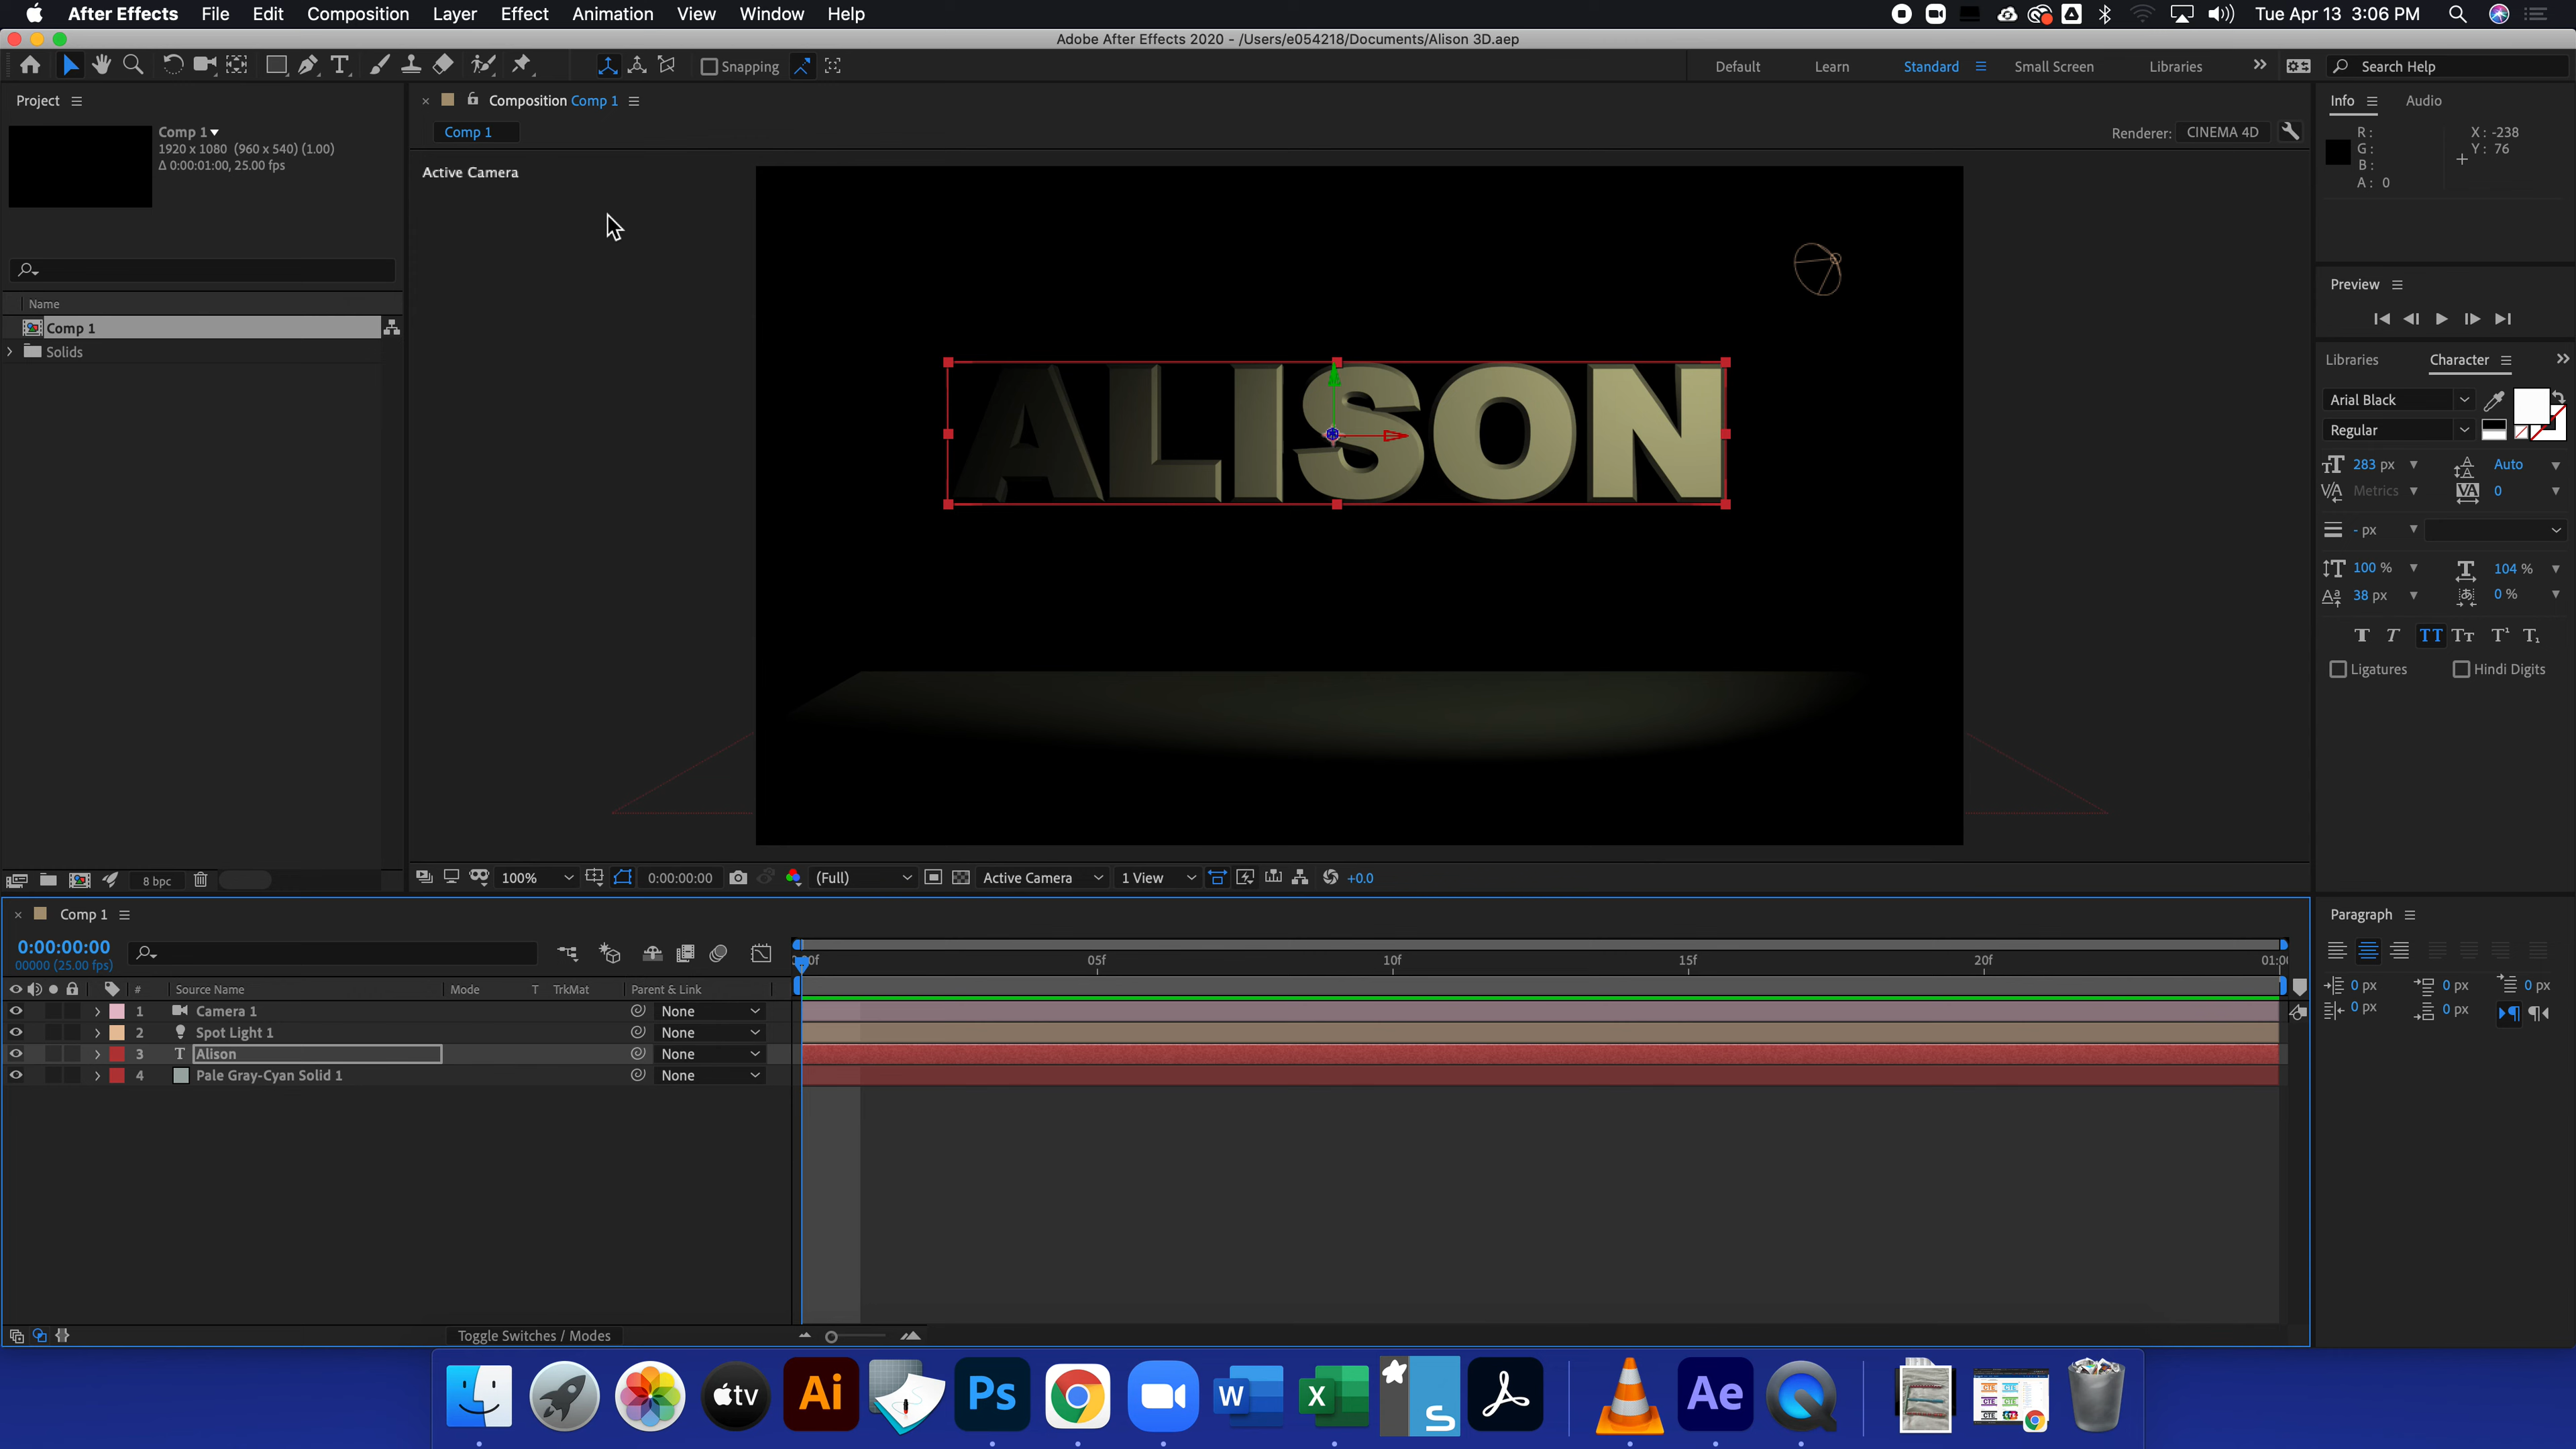 After Effects File Edit Composition Layer Effect Animation View Window Help Tue Apr 13 3:06 PM
Adobe After Effects 2020 - /Users/e054218/Documents/Alison 3D.aep
Snapping Default Learn Standard Small Screen Libraries Search Help
Project
Comp 1
1920 x 1080 (960 x 540) (1.00)
Δ 0:00:01:00, 25.00 fps
Name
Comp 1
Solids
8 bpc
Composition Comp 1
Comp 1
Renderer: CINEMA 4D
Active Camera
ALISON
100% 0:00:00:00 (Full) Active Camera 1 View +0.0
Info Audio
R: X: -238
G: Y: 76
B:
A: 0
Preview
Libraries Character
Arial Black
Regular
283 px Auto
Metrics 0
- px
100 % 104 %
38 px 0 %
Ligatures Hindi Digits
Paragraph
0 px 0 px 0 px
0 px 0 px
Comp 1
0:00:00:00
00000 (25.00 fps)
05f 10f 15f 20f
# Source Name Mode T TrkMat Parent & Link
1 Camera 1 None
2 Spot Light 1 None
3 T Alison None
4 Pale Gray-Cyan Solid 1 None
Toggle Switches / Modes
tv Ai Ps W X S Ae